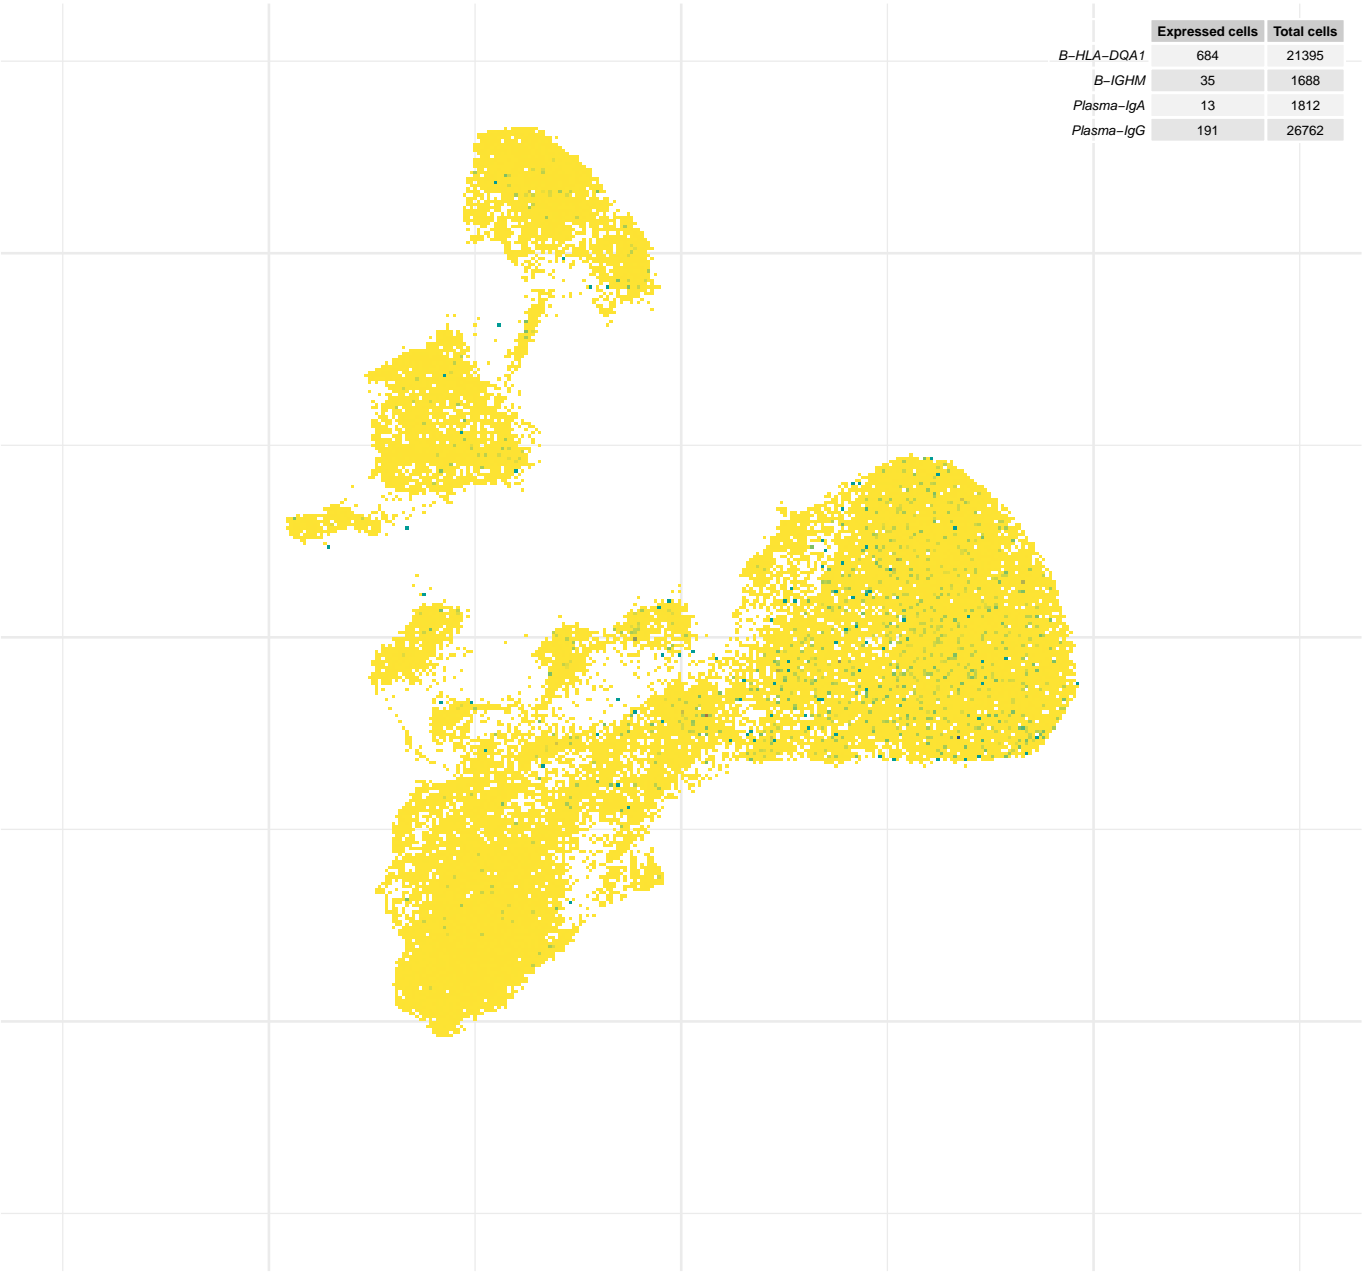 Expressed cells Total cells
B−HLA−DQA1 684 21395
B−IGHM 35 1688
Plasma−IgA 13 1812
Plasma−IgG 191 26762